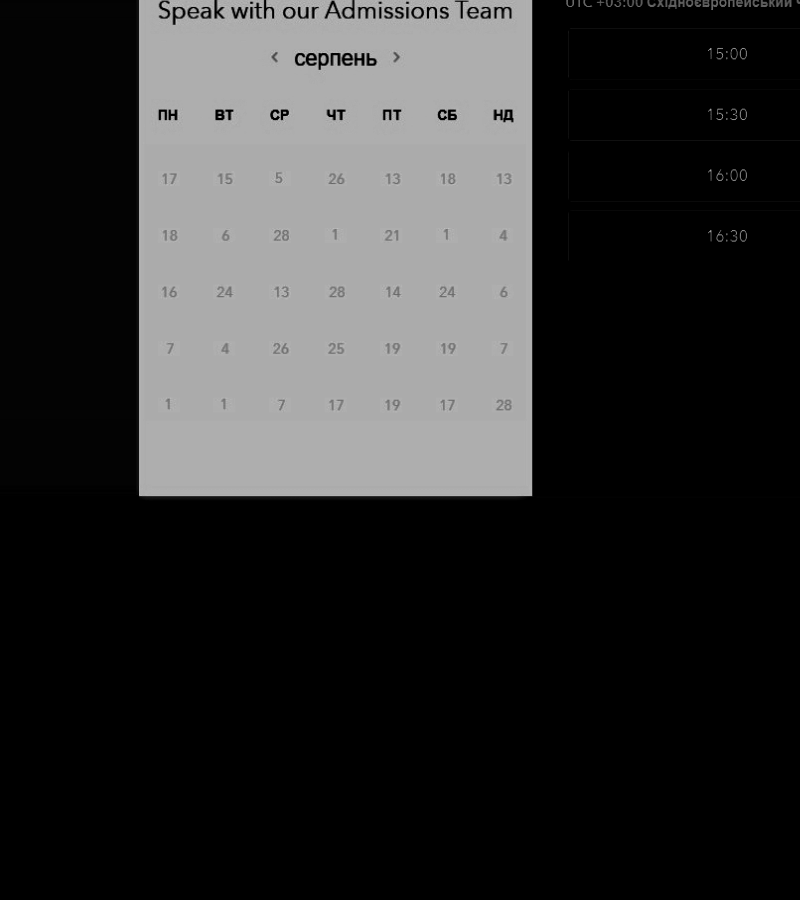 Speak with our Admissions Team
‹ серпень ›
ПН ВТ СР ЧТ ПТ СБ НД
17 15 5 26 13 18 13
18 6 28 1 21 1 4
16 24 13 28 14 24 6
7 4 26 25 19 19 7
1 1 7 17 19 17 28
UTC +03:00 Східноєвропейський
15:00
15:30
16:00
16:30